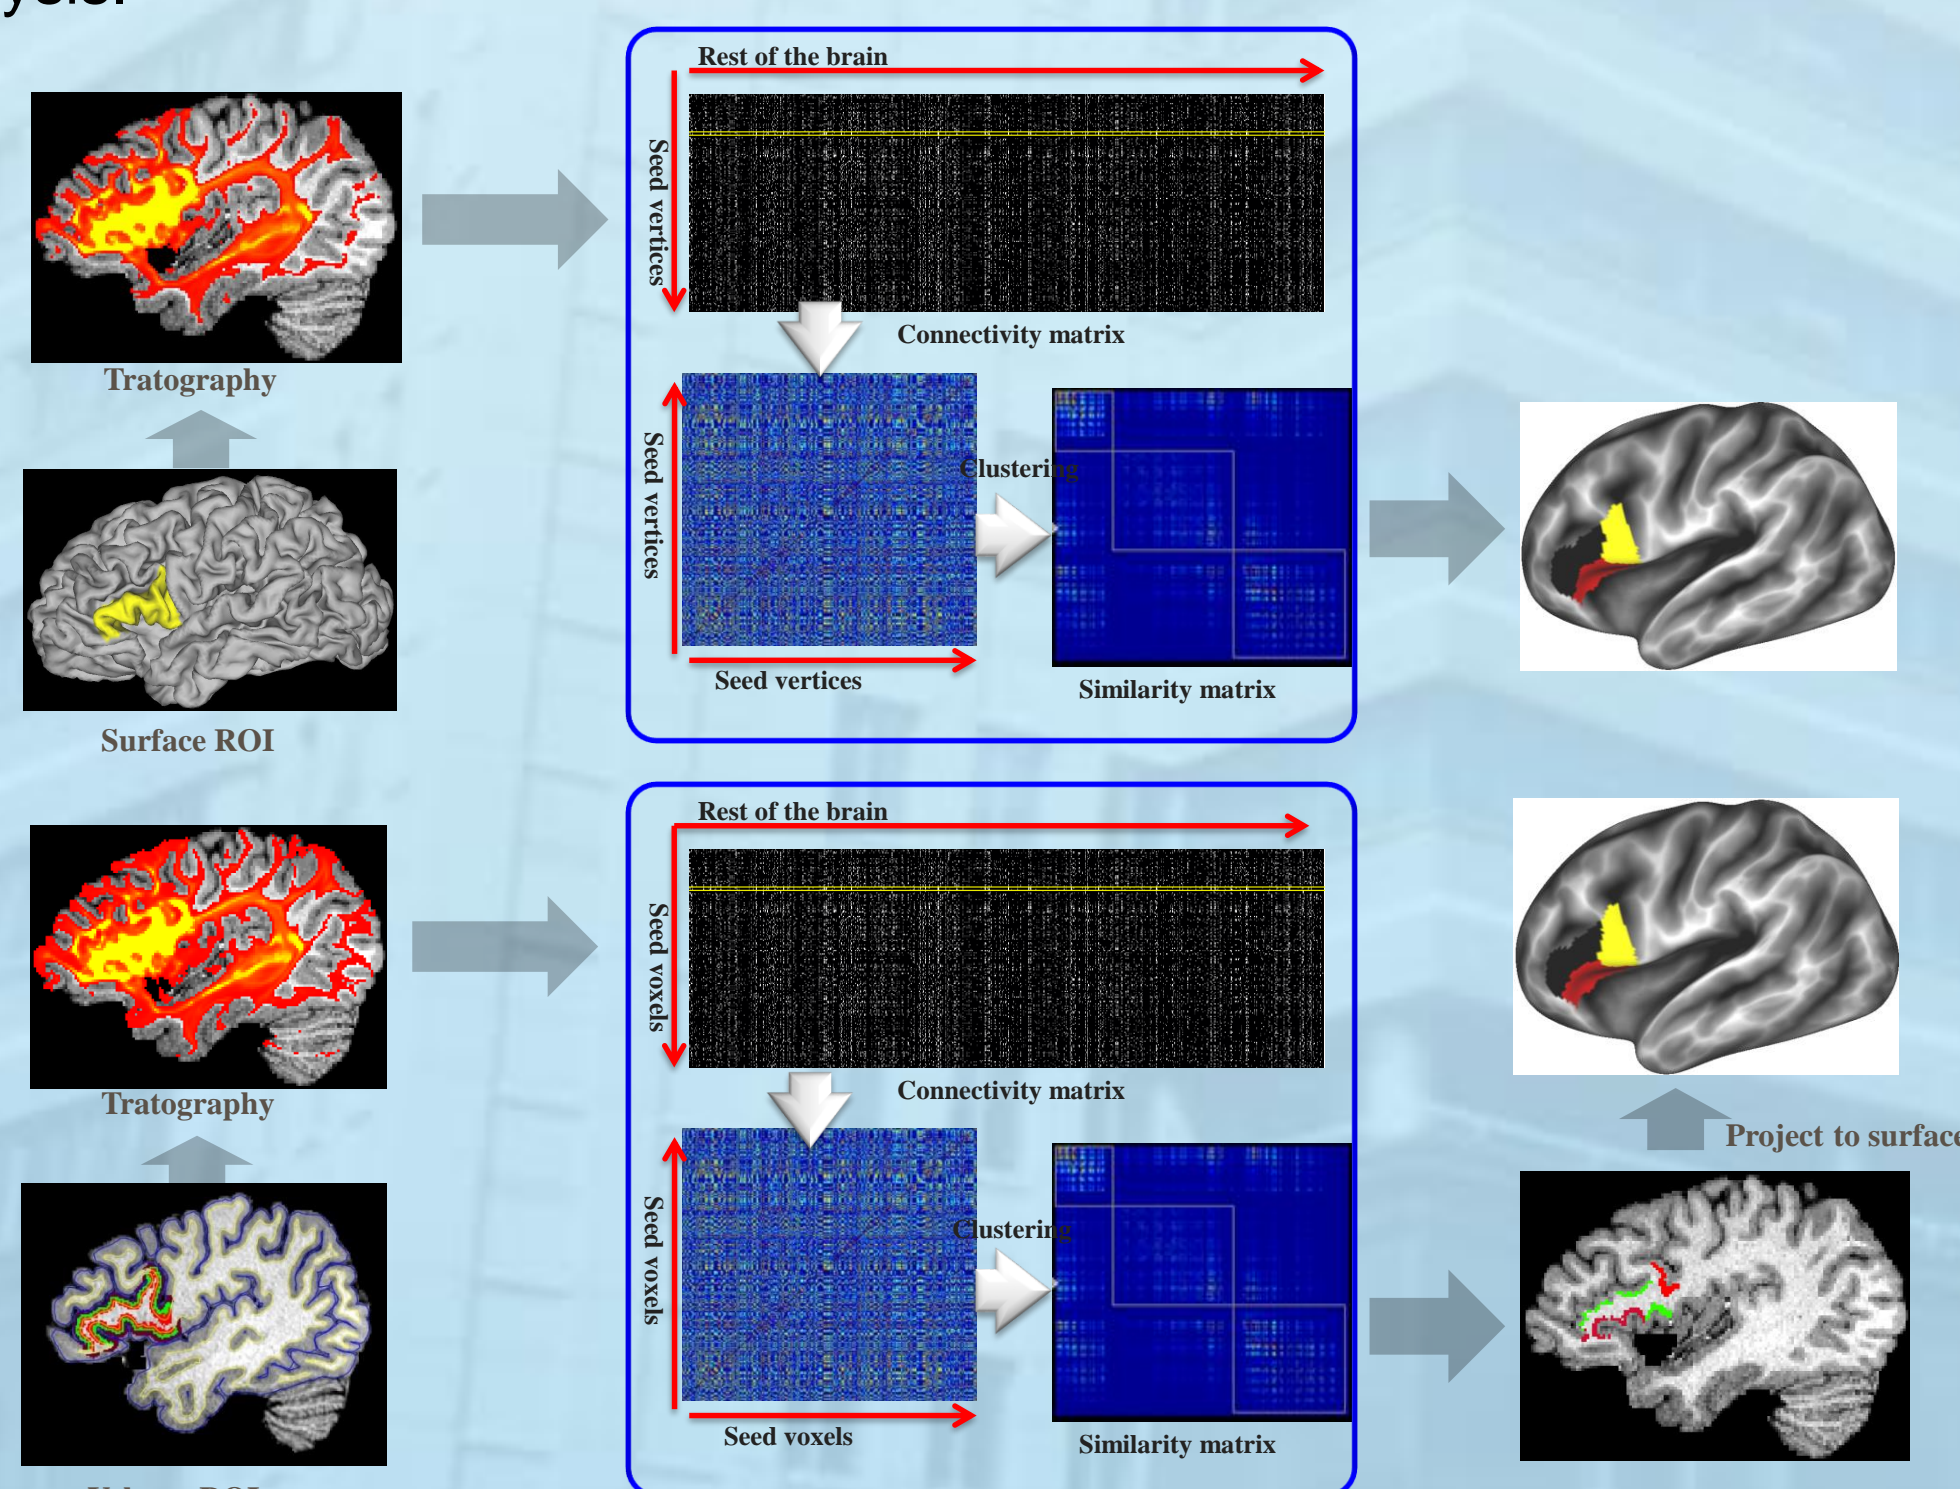 Rest of the brain
Seed vertices
Connectivity matrix
Tratography
Seed vertices
Clustering
Seed vertices
Similarity matrix
Surface ROI
Rest of the brain
Seed voxels
Connectivity matrix
Tratography
Project to surface
Seed voxels
Clustering
Seed voxels
Similarity matrix
ROI